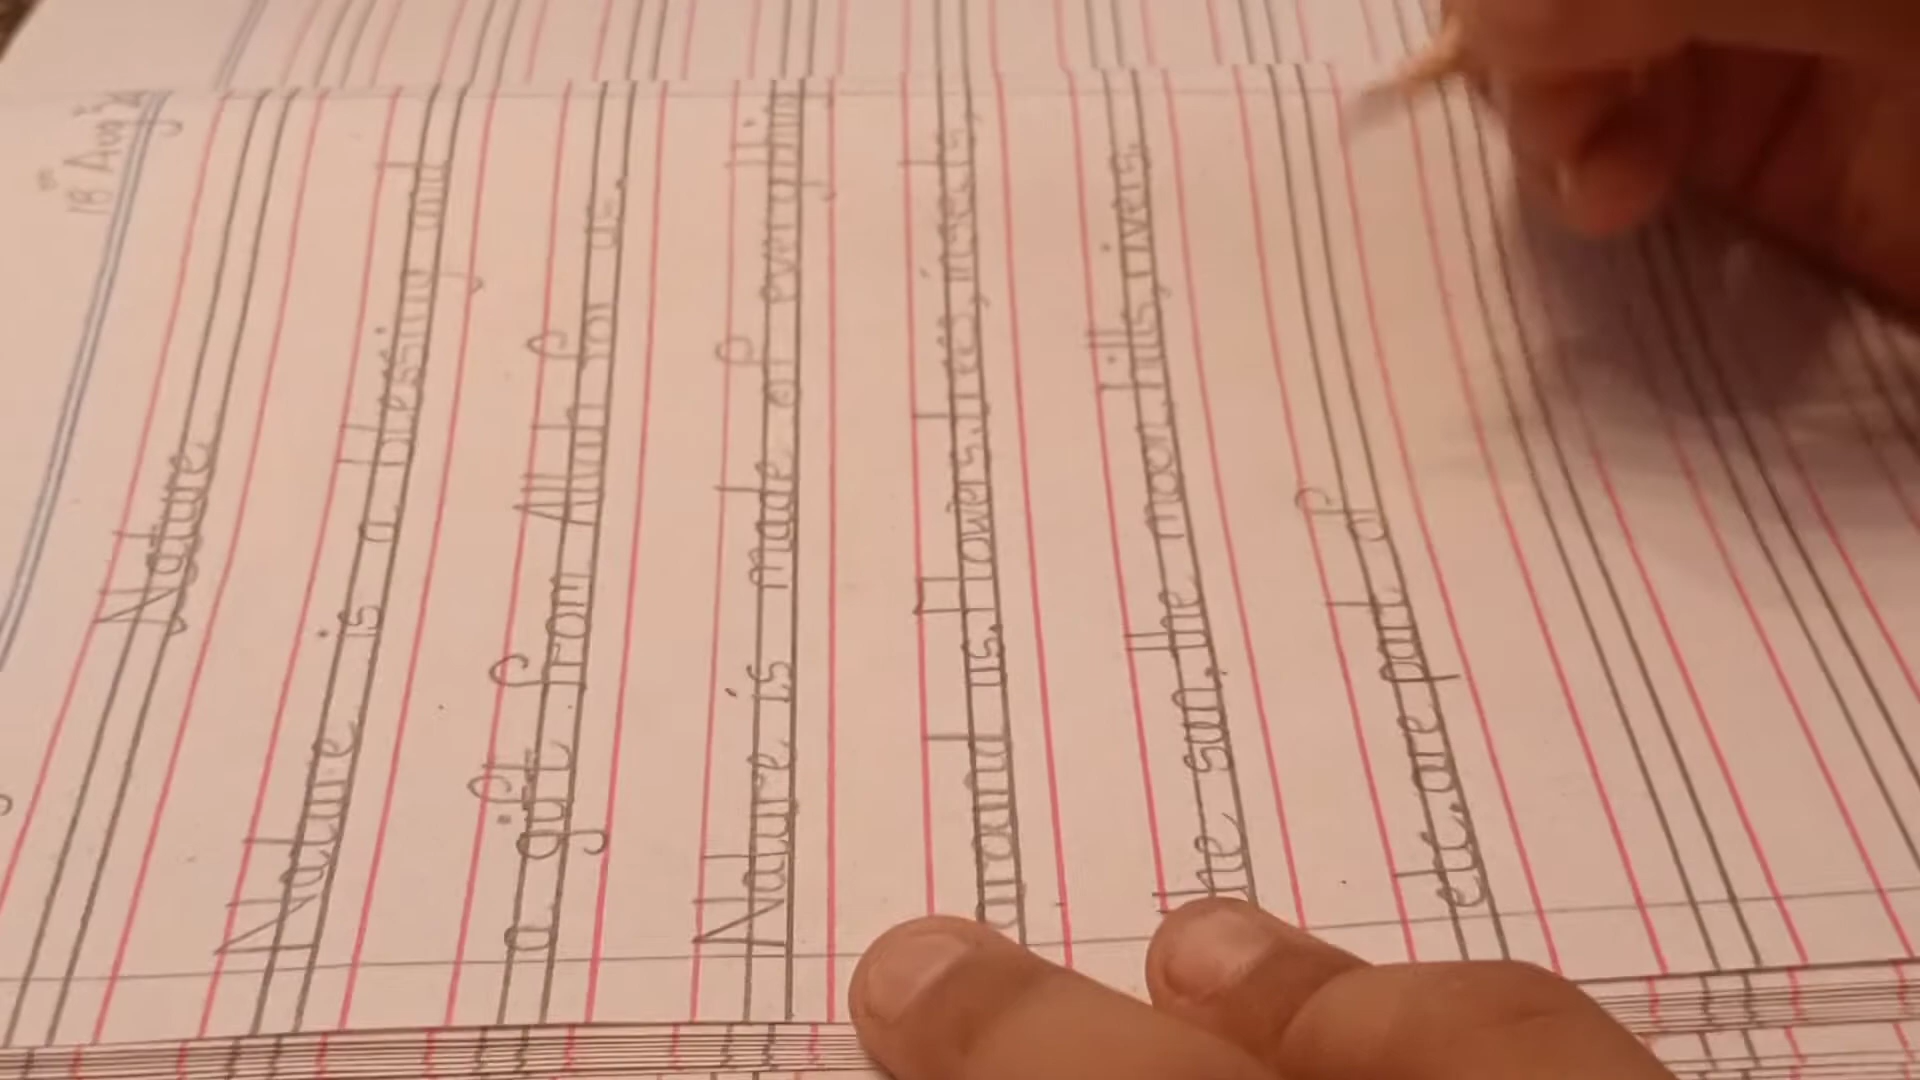 18 Aug 24
Nature
Nature is a blessing and
a gift from Allah for us.
Nature is made of everything
around us. Flowers, trees, insects,
the sun, the moon, hills, rivers
etc. are part of